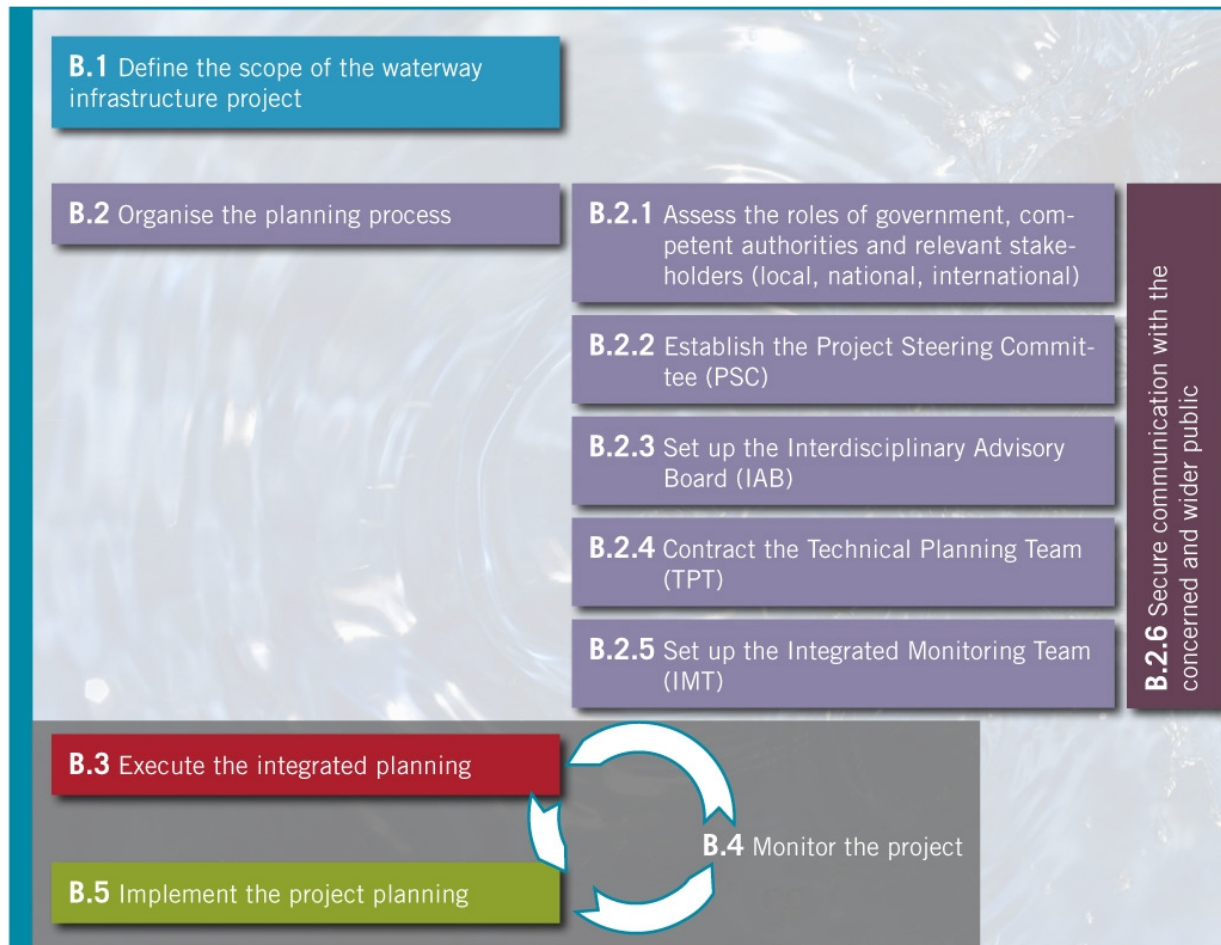 B.1 Define the scope of the waterway
infrastructure project
B.2 Organise the planning process
B.2.1 Assess the roles of government, com-
petent authorities and relevant stake-
holders (local, national, international)
B.2.2 Establish the Project Steering Commit-
tee (PSC)
B.2.3 Set up the Interdisciplinary Advisory
Board (IAB)
B.2.4 Contract the Technical Planning Team
(TPT)
B.2.5 Set up the Integrated Monitoring Team
(IMT)
B.2.6 Secure communication with the
concerned and wider public
B.3 Execute the integrated planning
B.4 Monitor the project
B.5 Implement the project planning